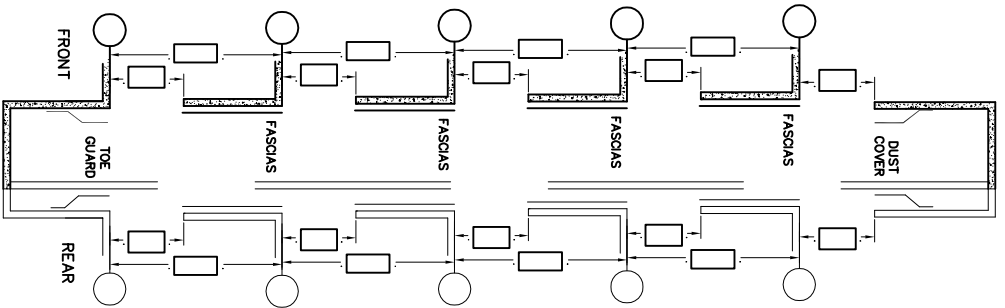 FRONT
TOE
GUARD
FASCIAS
FASCIAS
FASCIAS
FASCIAS
DUST
COVER
REAR